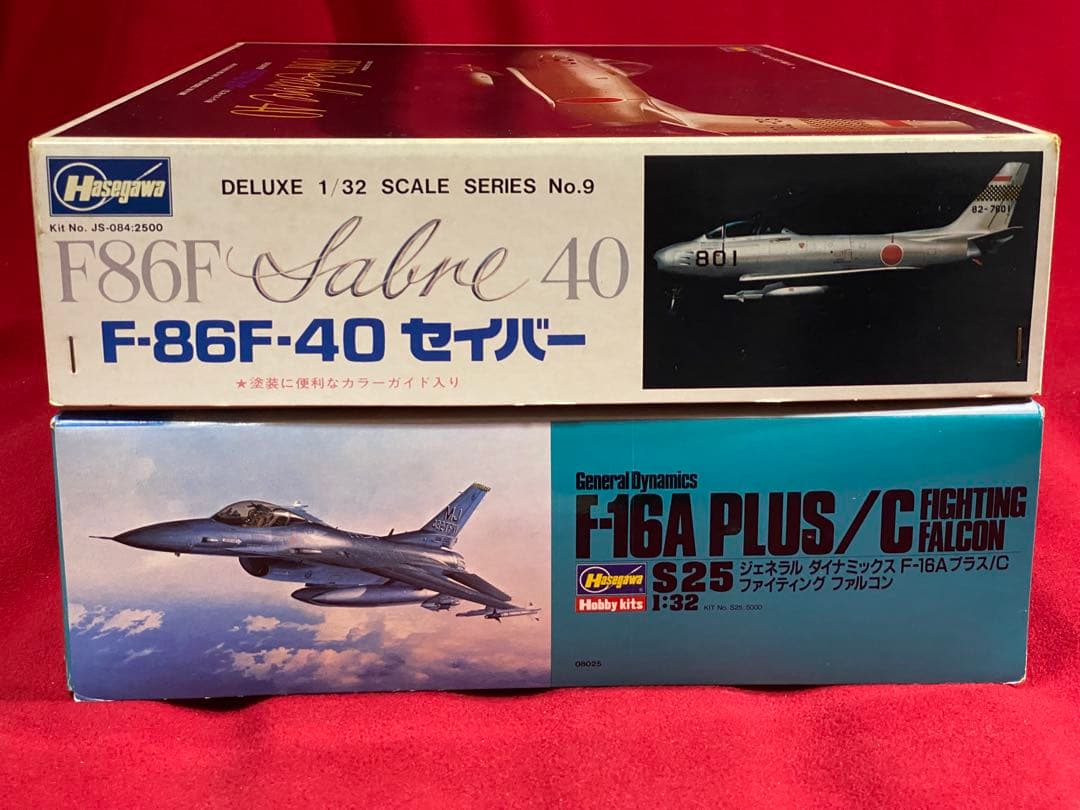 Hasegawa
Kit No. JS-084:2500
DELUXE 1/32 SCALE SERIES No.9
F86F Sabre 40
F-86F-40 セイバー
★塗装に便利なカラーガイド入り
801
82-7801
MJ
General Dynamics
F-16A PLUS/C FIGHTING FALCON
Hasegawa
Hobby kits
S25
1:32
ジェネラル ダイナミックス F-16Aプラス/C
ファイティング ファルコン
KIT No. S25:5000
08025